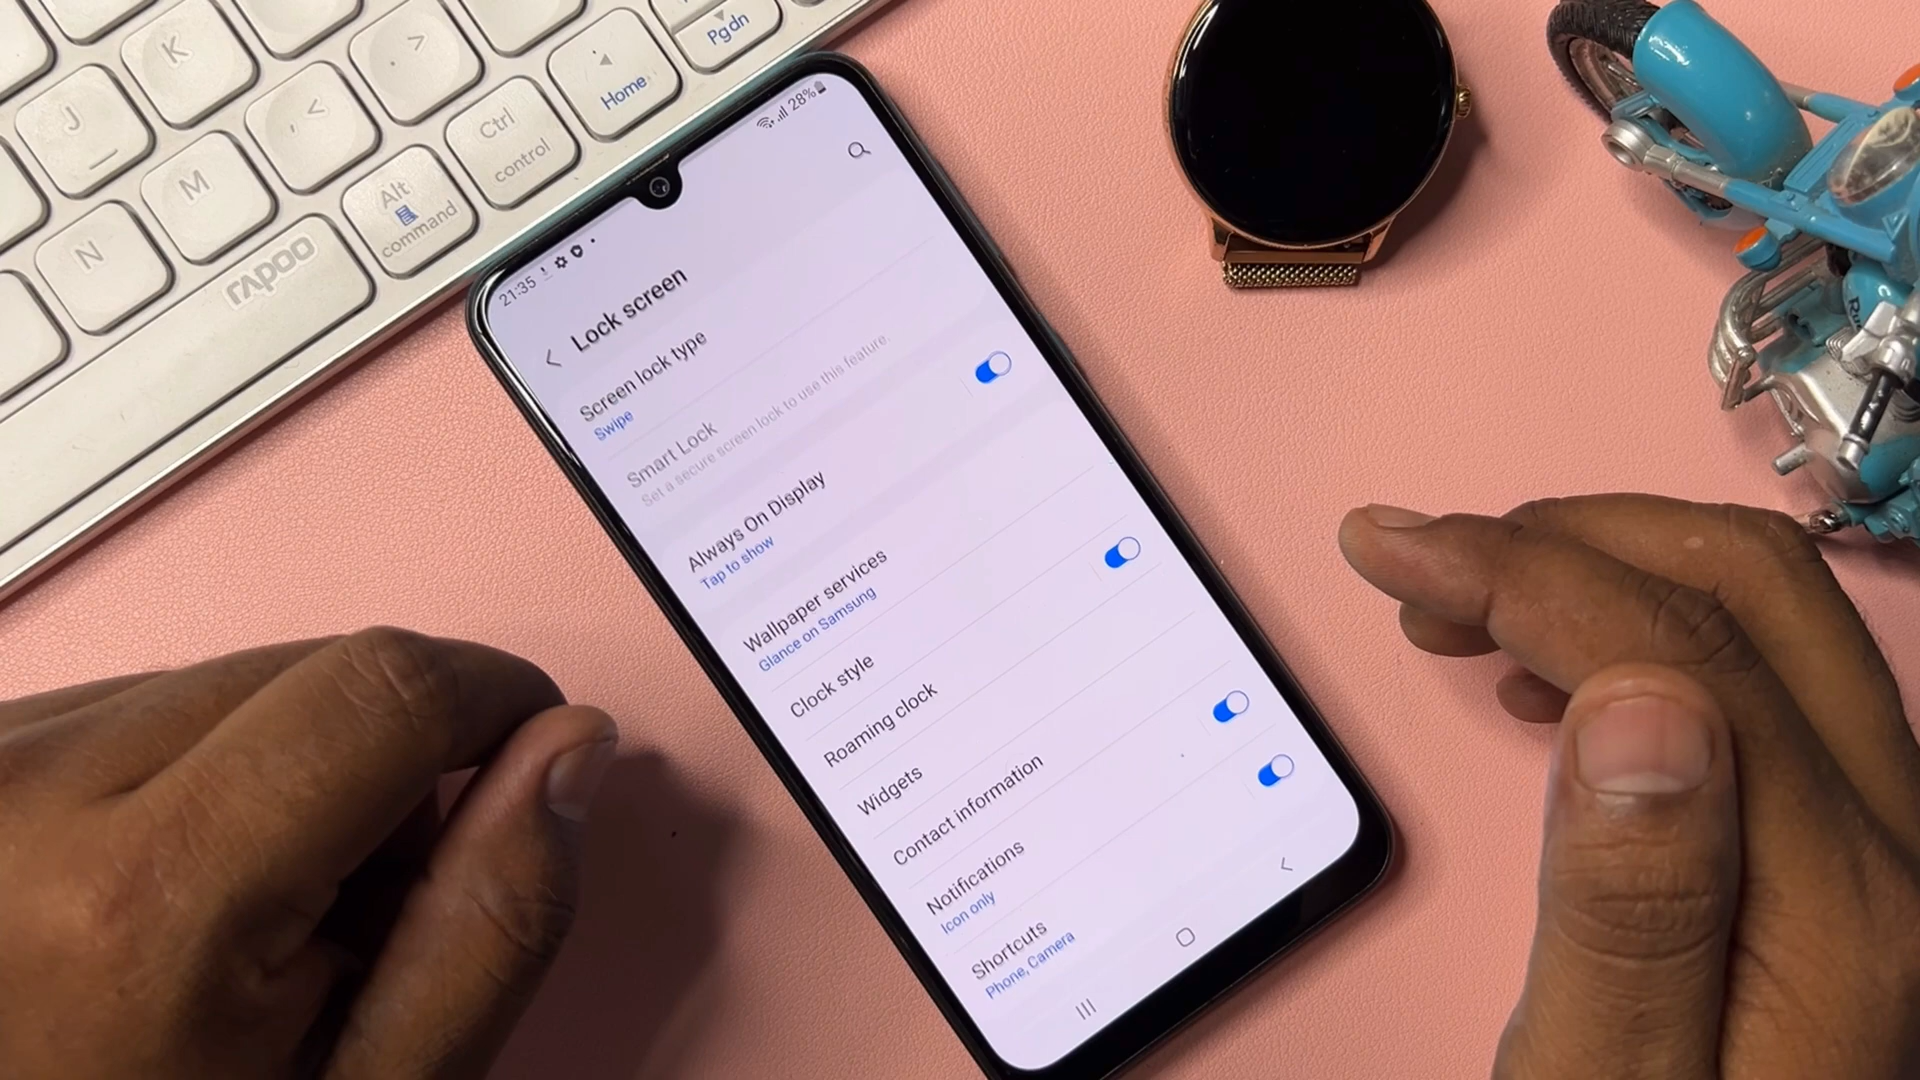 K
>
Home
Pgdn
J
<
Ctrl
control
M
Alt
command
N
rapoo
28%
21:35
Lock screen
Screen lock type
Swipe
Smart Lock
Set a secure screen lock to use this feature.
Always On Display
Tap to show
Wallpaper services
Glance on Samsung
Clock style
Roaming clock
Widgets
Contact information
Notifications
Icon only
Shortcuts
Phone, Camera